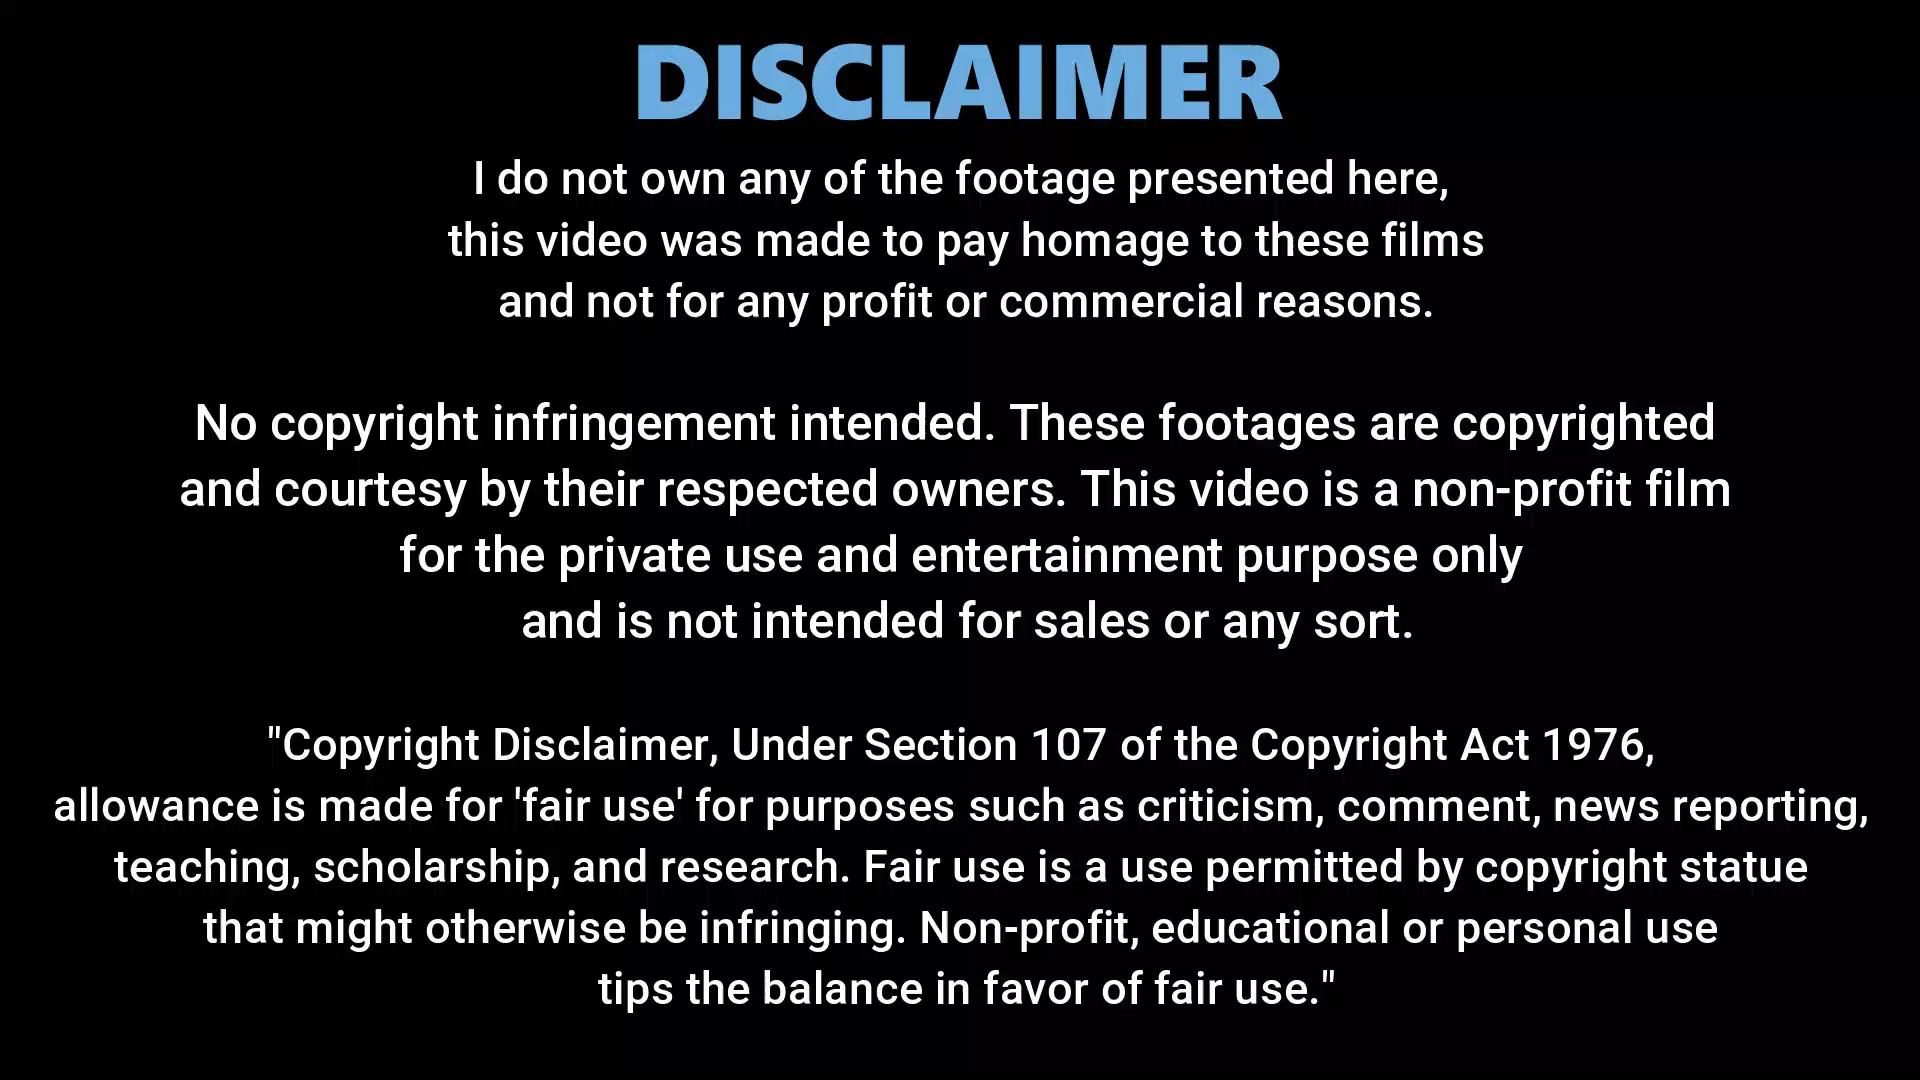 DISCLAIMER
I do not own any of the footage presented here,
this video was made to pay homage to these films
and not for any profit or commercial reasons.
No copyright infringement intended. These footages are copyrighted
and courtesy by their respected owners. This video is a non-profit film
for the private use and entertainment purpose only
and is not intended for sales or any sort.
"Copyright Disclaimer, Under Section 107 of the Copyright Act 1976,
allowance is made for 'fair use' for purposes such as criticism, comment, news reporting,
teaching, scholarship, and research. Fair use is a use permitted by copyright statue
that might otherwise be infringing. Non-profit, educational or personal use
tips the balance in favor of fair use."